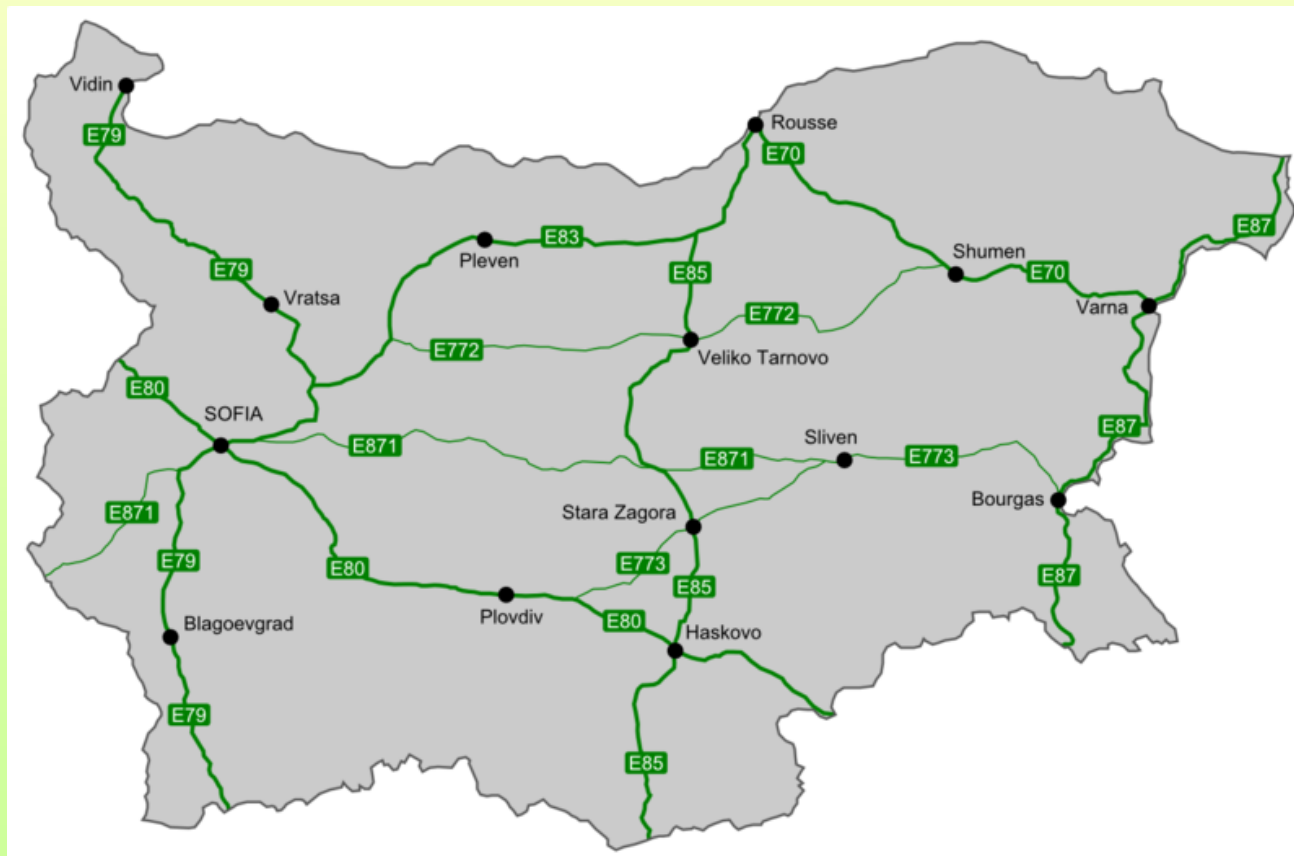 Vidin
E79
Rousse
E70
E87
E83
Pleven
Shumen
E79
E85
E70
Vratsa
Varna
E772
E772
Veliko Tarnovo
E80
SOFIA
E87
Sliven
E871
E871
E773
Bourgas
E871
Stara Zagora
E79
E773
E80
E85
E87
Plovdiv
E80
Blagoevgrad
Haskovo
E79
E85